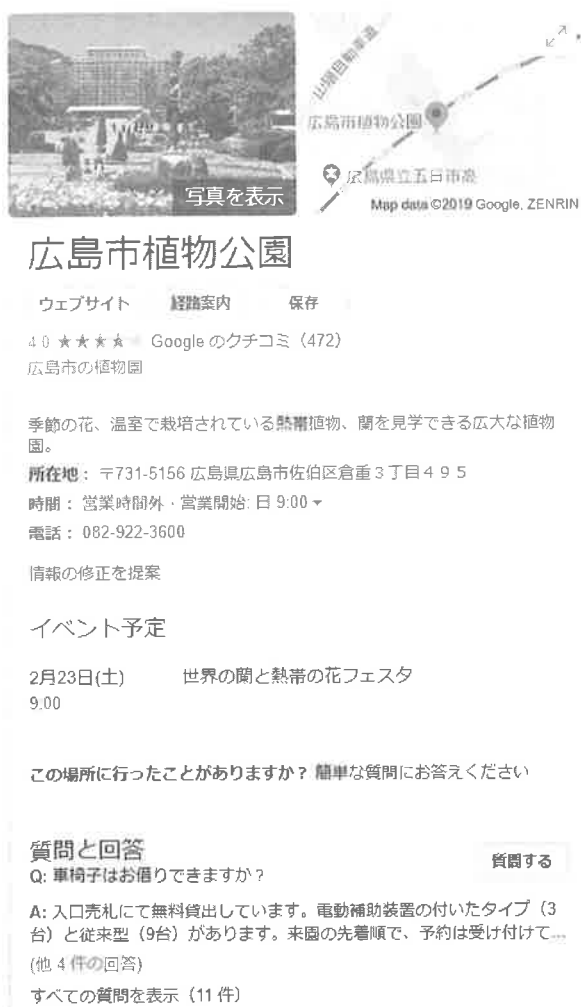 山陽自動車道
広島市植物公園
広島県立五日市高
写真を表示
Map data ©2019 Google, ZENRIN
広島市植物公園
ウェブサイト 経路案内 保存
4.0 ★★★★ Google のクチコミ（472）
広島市の植物園
季節の花、温室で栽培されている熱帯植物、蘭を見学できる広大な植物
園。
所在地： 〒731-5156 広島県広島市佐伯区倉重３丁目４９５
時間： 営業時間外 · 営業開始: 日 9:00 ▾
電話： 082-922-3600
情報の修正を提案
イベント予定
2月23日(土) 世界の蘭と熱帯の花フェスタ
9:00
この場所に行ったことがありますか？ 簡単な質問にお答えください
質問と回答
質問する
Q: 車椅子はお借りできますか？
A: 入口売札にて無料貸出しています。電動補助装置の付いたタイプ（3
台）と従来型（9台）があります。来園の先着順で、予約は受け付けて...
(他 4 件の回答)
すべての質問を表示（11 件）